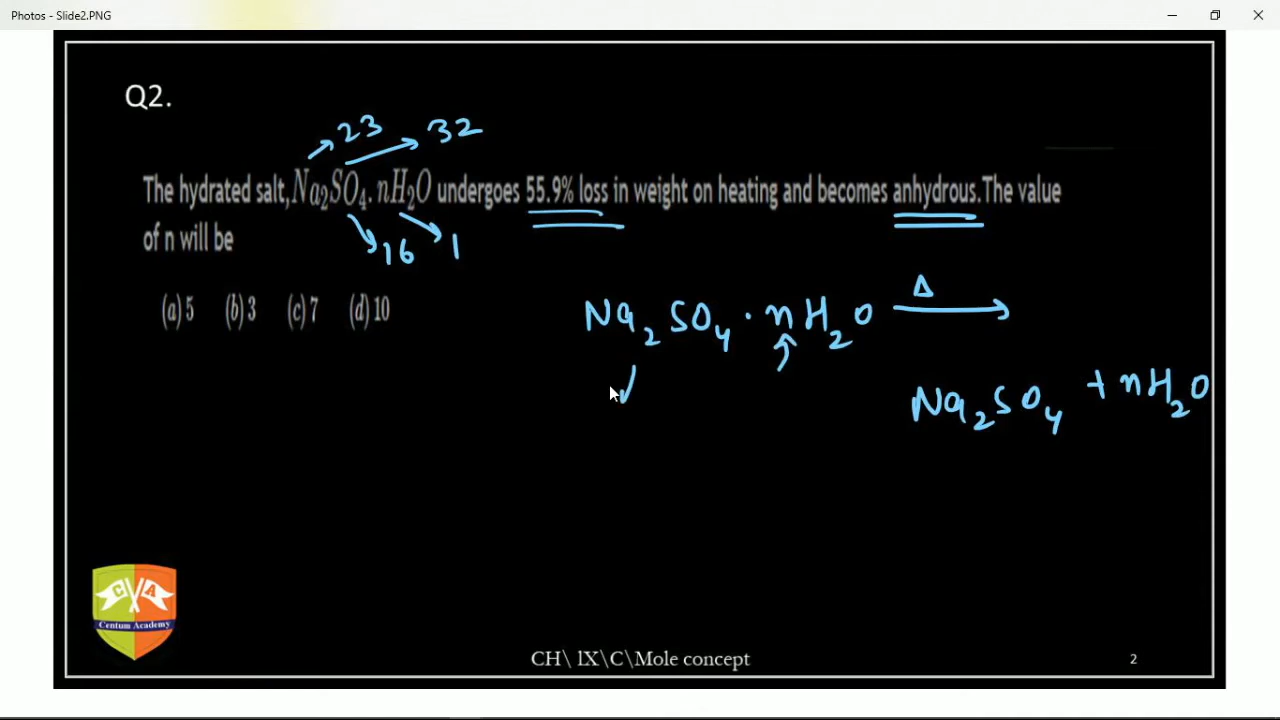 Photos - Slide2.PNG
Q2.
23
32
The hydrated salt, Na₂SO₄. nH₂O undergoes 55.9% loss in weight on heating and becomes anhydrous.The value
of n will be
16
1
(a) 5 (b) 3 (c) 7 (d) 10
Na₂SO₄ · nH₂O
Δ
Na₂SO₄ + nH₂O
C A
Centum Academy
CH\ lX\C\Mole concept
2